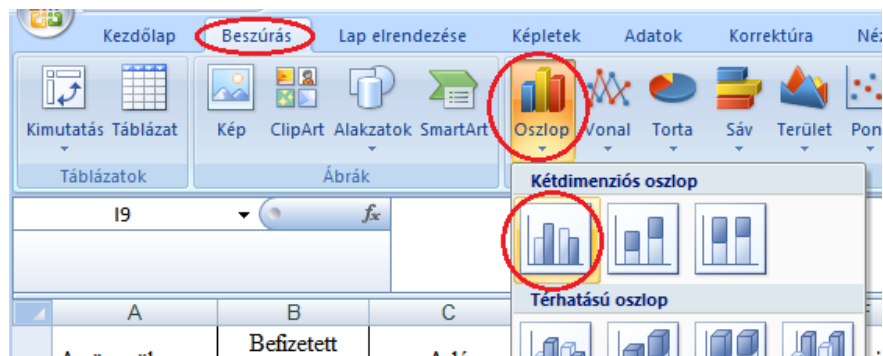 Kezdőlap Beszúrás Lap elrendezése Képletek Adatok Korrektúra
Kimutatás Táblázat Kép ClipArt Alakzatok SmartArt Oszlop Vonal Torta Sáv Terület
Táblázatok Ábrák
Kétdimenziós oszlop
I9 fx
Térhatású oszlop
A B C
Befizetett